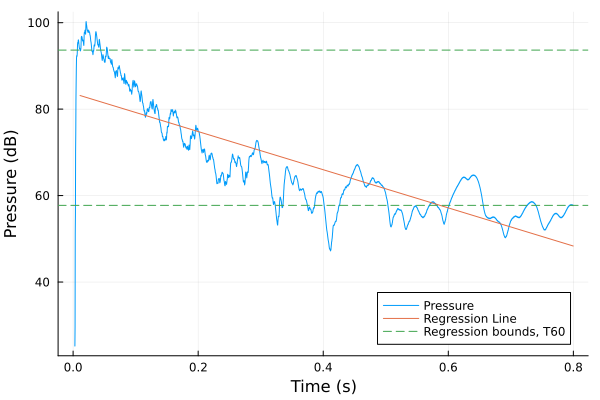 100
80
60
40
Pressure (dB)
0.0 0.2 0.4 0.6 0.8
Time (s)
Pressure
Regression Line
Regression bounds, T60